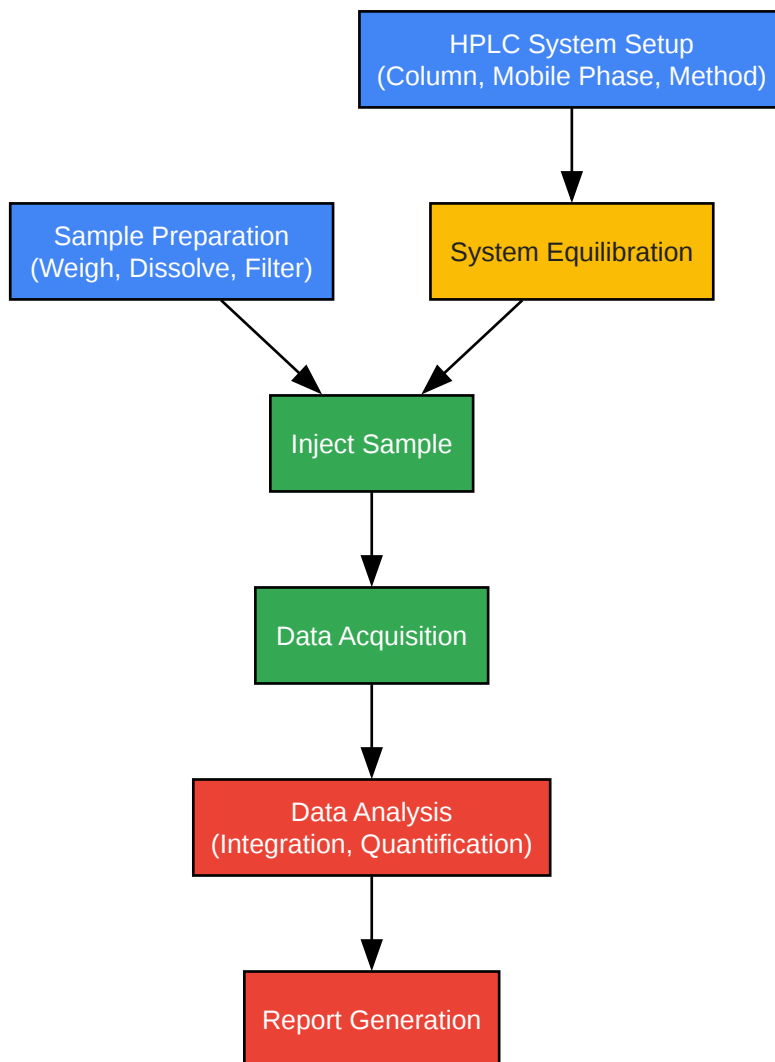 HPLC System Setup
(Column, Mobile Phase, Method)
Sample Preparation
(Weigh, Dissolve, Filter)
System Equilibration
Inject Sample
Data Acquisition
Data Analysis
(Integration, Quantification)
Report Generation